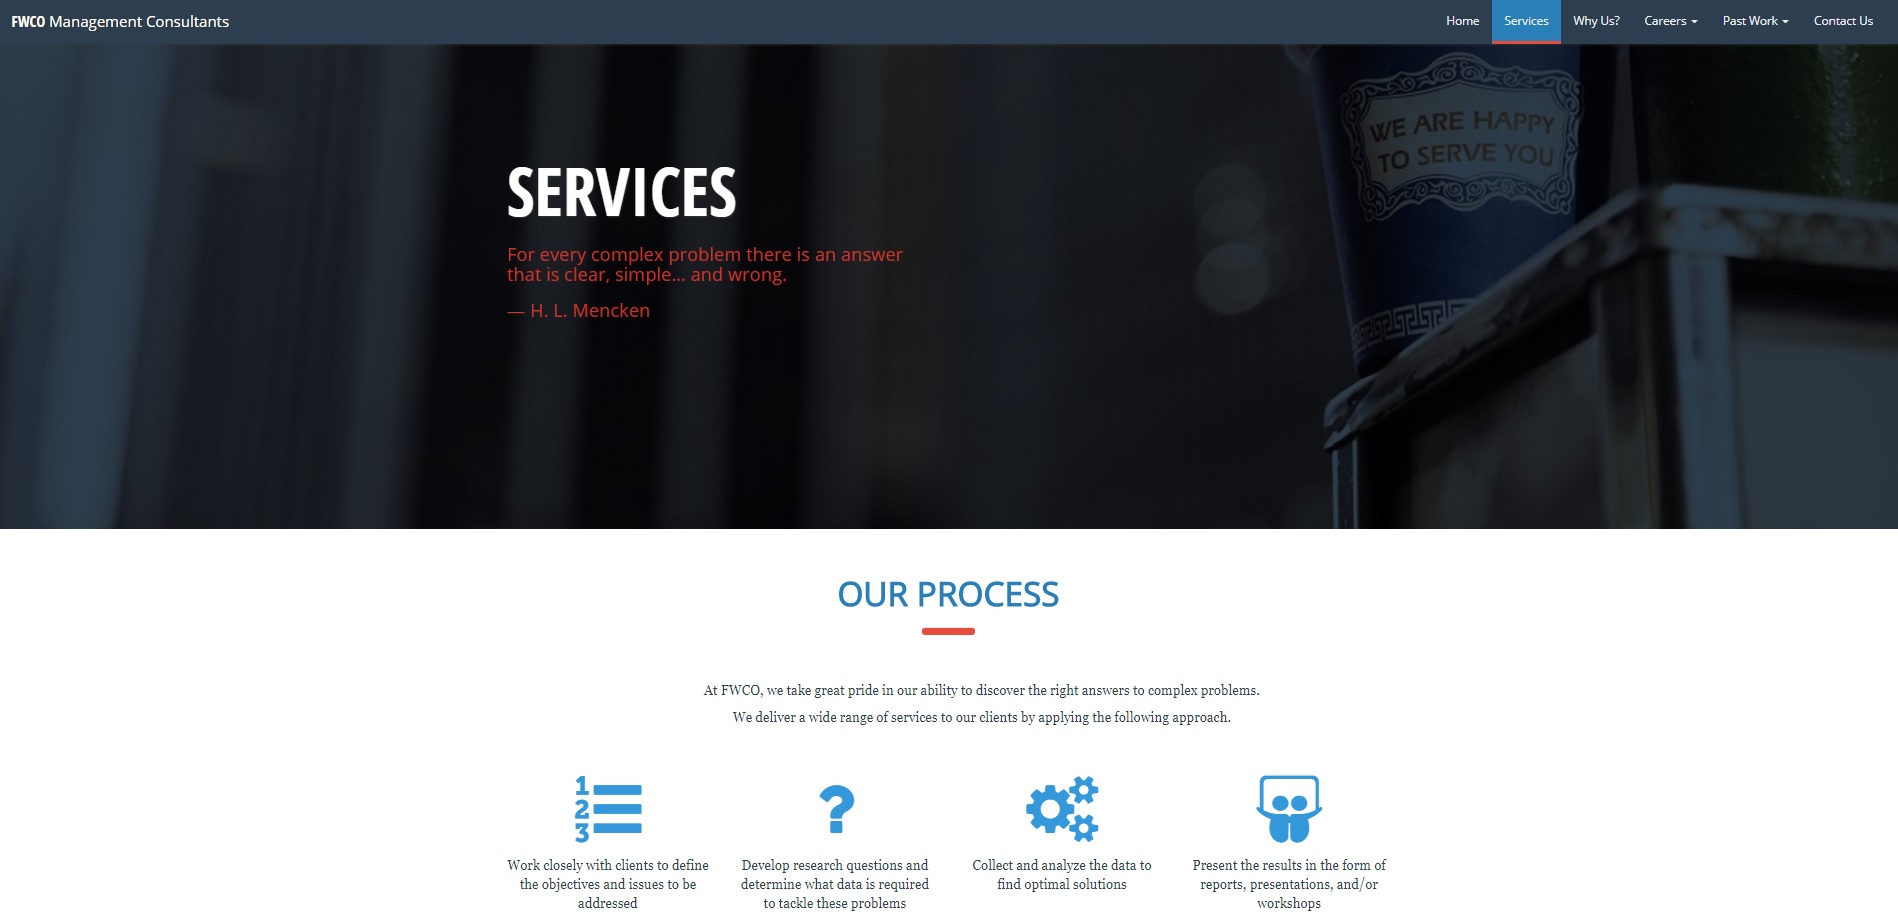 FWCO Management Consultants
Home Services Why Us? Careers Past Work Contact Us
WE ARE HAPPY
TO SERVE YOU
SERVICES
For every complex problem there is an answer
that is clear, simple... and wrong.
— H. L. Mencken
OUR PROCESS
At FWCO, we take great pride in our ability to discover the right answers to complex problems.
We deliver a wide range of services to our clients by applying the following approach.
1
2
3
?
Work closely with clients to define
the objectives and issues to be
addressed
Develop research questions and
determine what data is required
to tackle these problems
Collect and analyze the data to
find optimal solutions
Present the results in the form of
reports, presentations, and/or
workshops